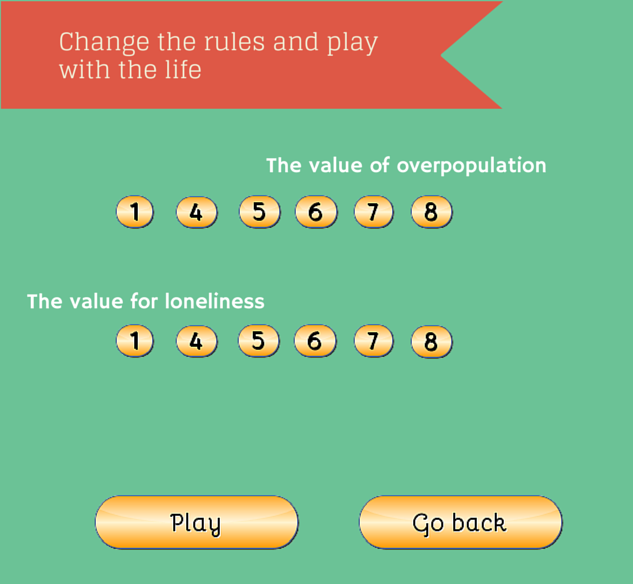 Change the rules and play
with the life
The value of overpopulation
1 4 5 6 7 8
The value for loneliness
1 4 5 6 7 8
Play Go back